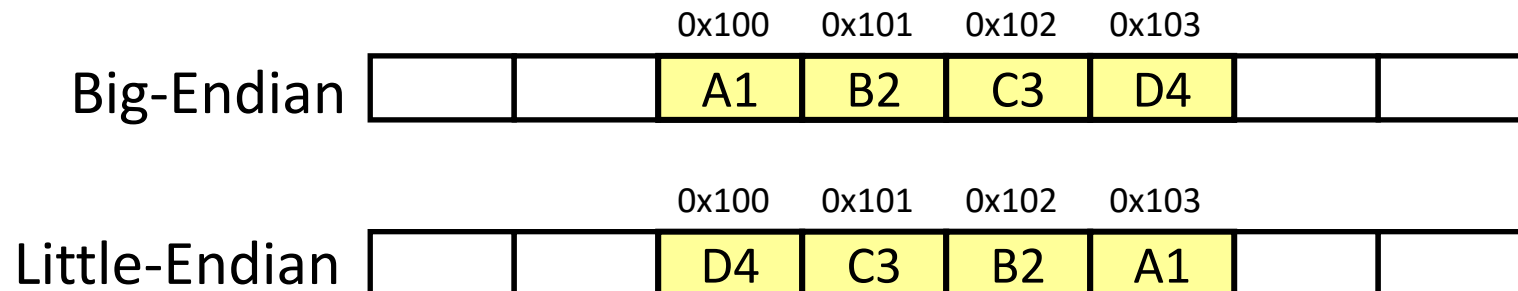 0x100 0x101 0x102 0x103
Big-Endian A1 B2 C3 D4
0x100 0x101 0x102 0x103
Little-Endian D4 C3 B2 A1